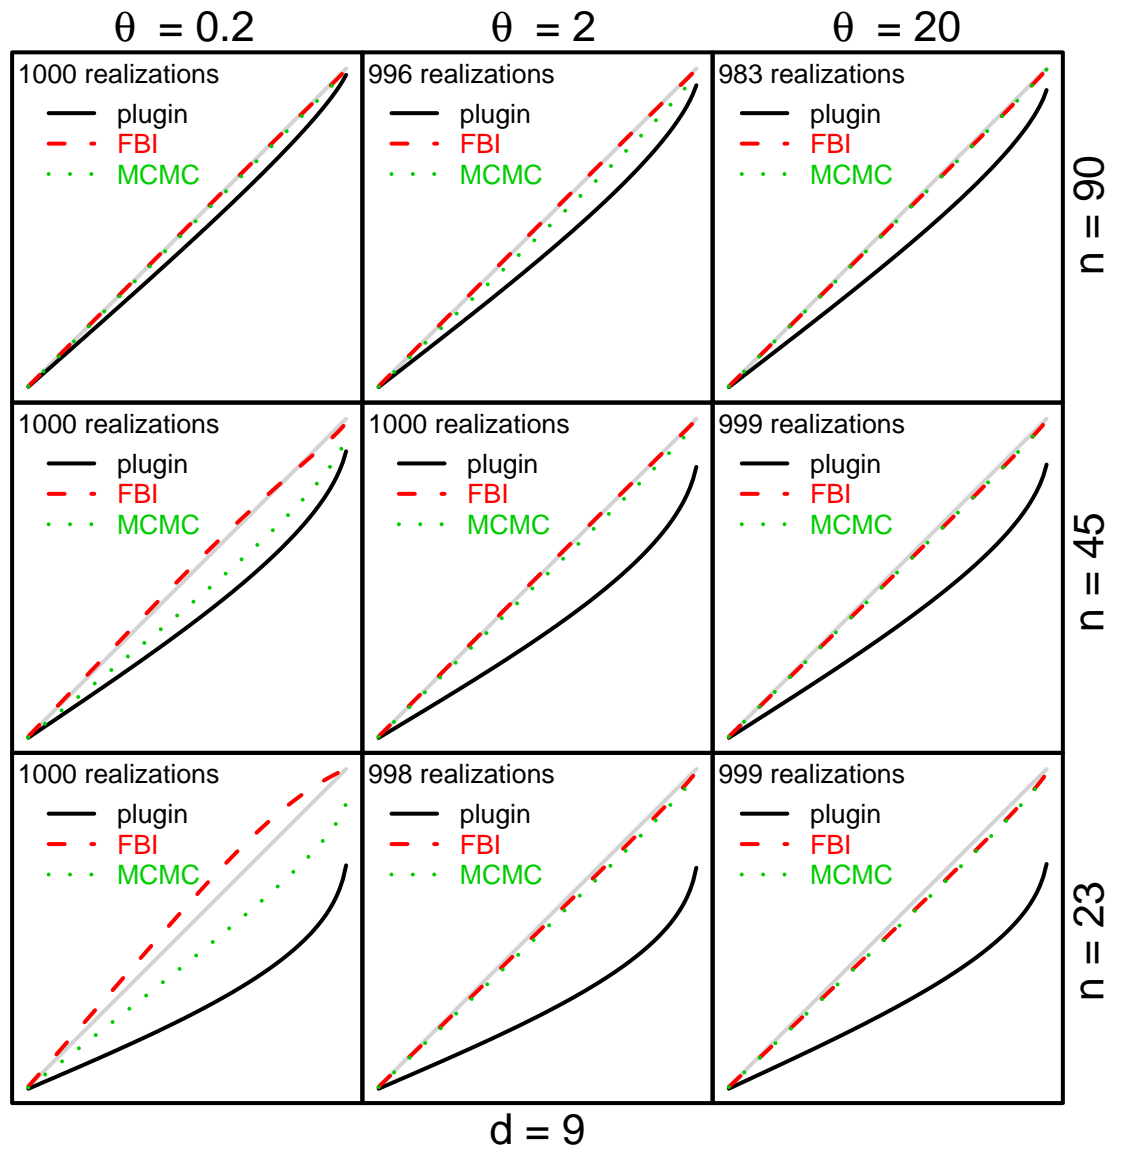 θ = 0.2
θ = 2
θ = 20
1000 realizations
plugin
FBI
MCMC
996 realizations
plugin
FBI
MCMC
983 realizations
plugin
FBI
MCMC
n = 90
1000 realizations
plugin
FBI
MCMC
1000 realizations
plugin
FBI
MCMC
999 realizations
plugin
FBI
MCMC
n = 45
1000 realizations
plugin
FBI
MCMC
998 realizations
plugin
FBI
MCMC
999 realizations
plugin
FBI
MCMC
n = 23
d = 9